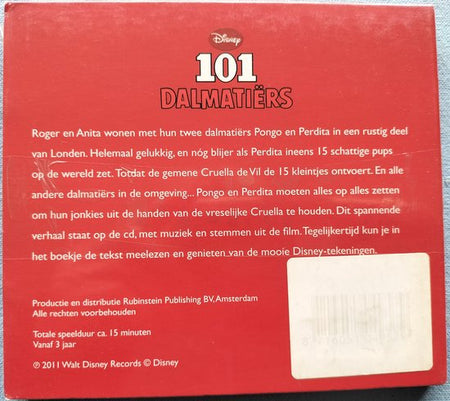 Disney
101
DALMATIËRS
Roger en Anita wonen met hun twee dalmatiërs Pongo en Perdita in een rustig deel
van Londen. Helemaal gelukkig, en nóg blijer als Perdita ineens 15 schattige pups
op de wereld zet. Totdat de gemene Cruella de Vil de 15 kleintjes ontvoert. En alle
andere dalmatiërs in de omgeving... Pongo en Perdita moeten alles op alles zetten
om hun jonkies uit de handen van de vreselijke Cruella te houden. Dit spannende
verhaal staat op de cd, met muziek en stemmen uit de film. Tegelijkertijd kun je in
het boekje de tekst meelezen en genieten van de mooie Disney-tekeningen.
Productie en distributie Rubinstein Publishing BV, Amsterdam
Alle rechten voorbehouden
Totale speelduur ca. 15 minuten
Vanaf 3 jaar
℗ 2011 Walt Disney Records © Disney